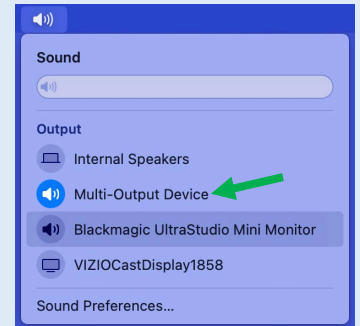 Sound
Output
Internal Speakers
Multi-Output Device
Blackmagic UltraStudio Mini Monitor
VIZIOCastDisplay1858
Sound Preferences...